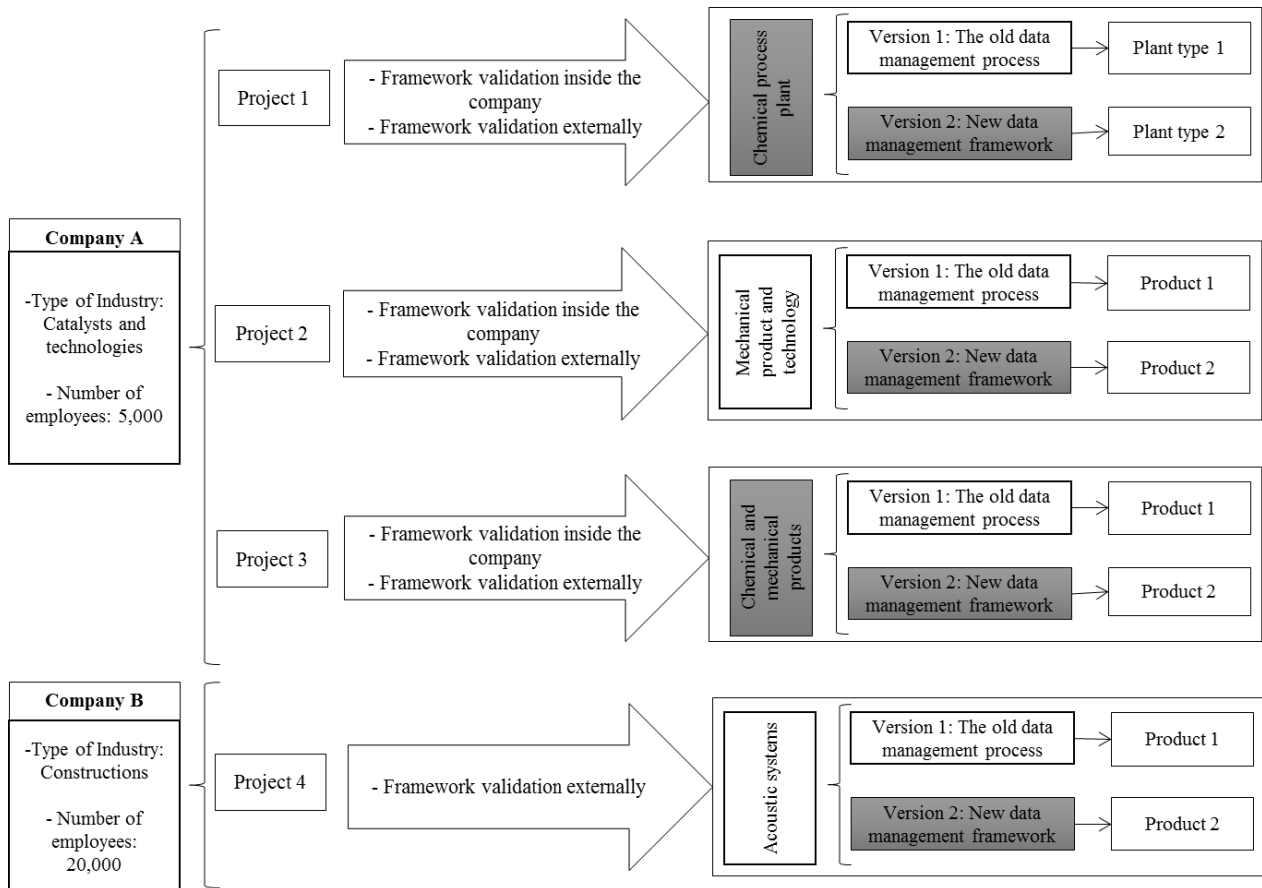 Company A
-Type of Industry:
Catalysts and
technologies
- Number of
employees: 5,000
Project 1
- Framework validation inside the
company
- Framework validation externally
Chemical process
plant
Version 1: The old data
management process
Plant type 1
Version 2: New data
management framework
Plant type 2
Project 2
- Framework validation inside the
company
- Framework validation externally
Mechanical
product and
technology
Version 1: The old data
management process
Product 1
Version 2: New data
management framework
Product 2
Project 3
- Framework validation inside the
company
- Framework validation externally
Chemical and
mechanical
products
Version 1: The old data
management process
Product 1
Version 2: New data
management framework
Product 2
Company B
-Type of Industry:
Constructions
- Number of
employees:
20,000
Project 4
- Framework validation externally
Acoustic systems
Version 1: The old data
management process
Product 1
Version 2: New data
management framework
Product 2